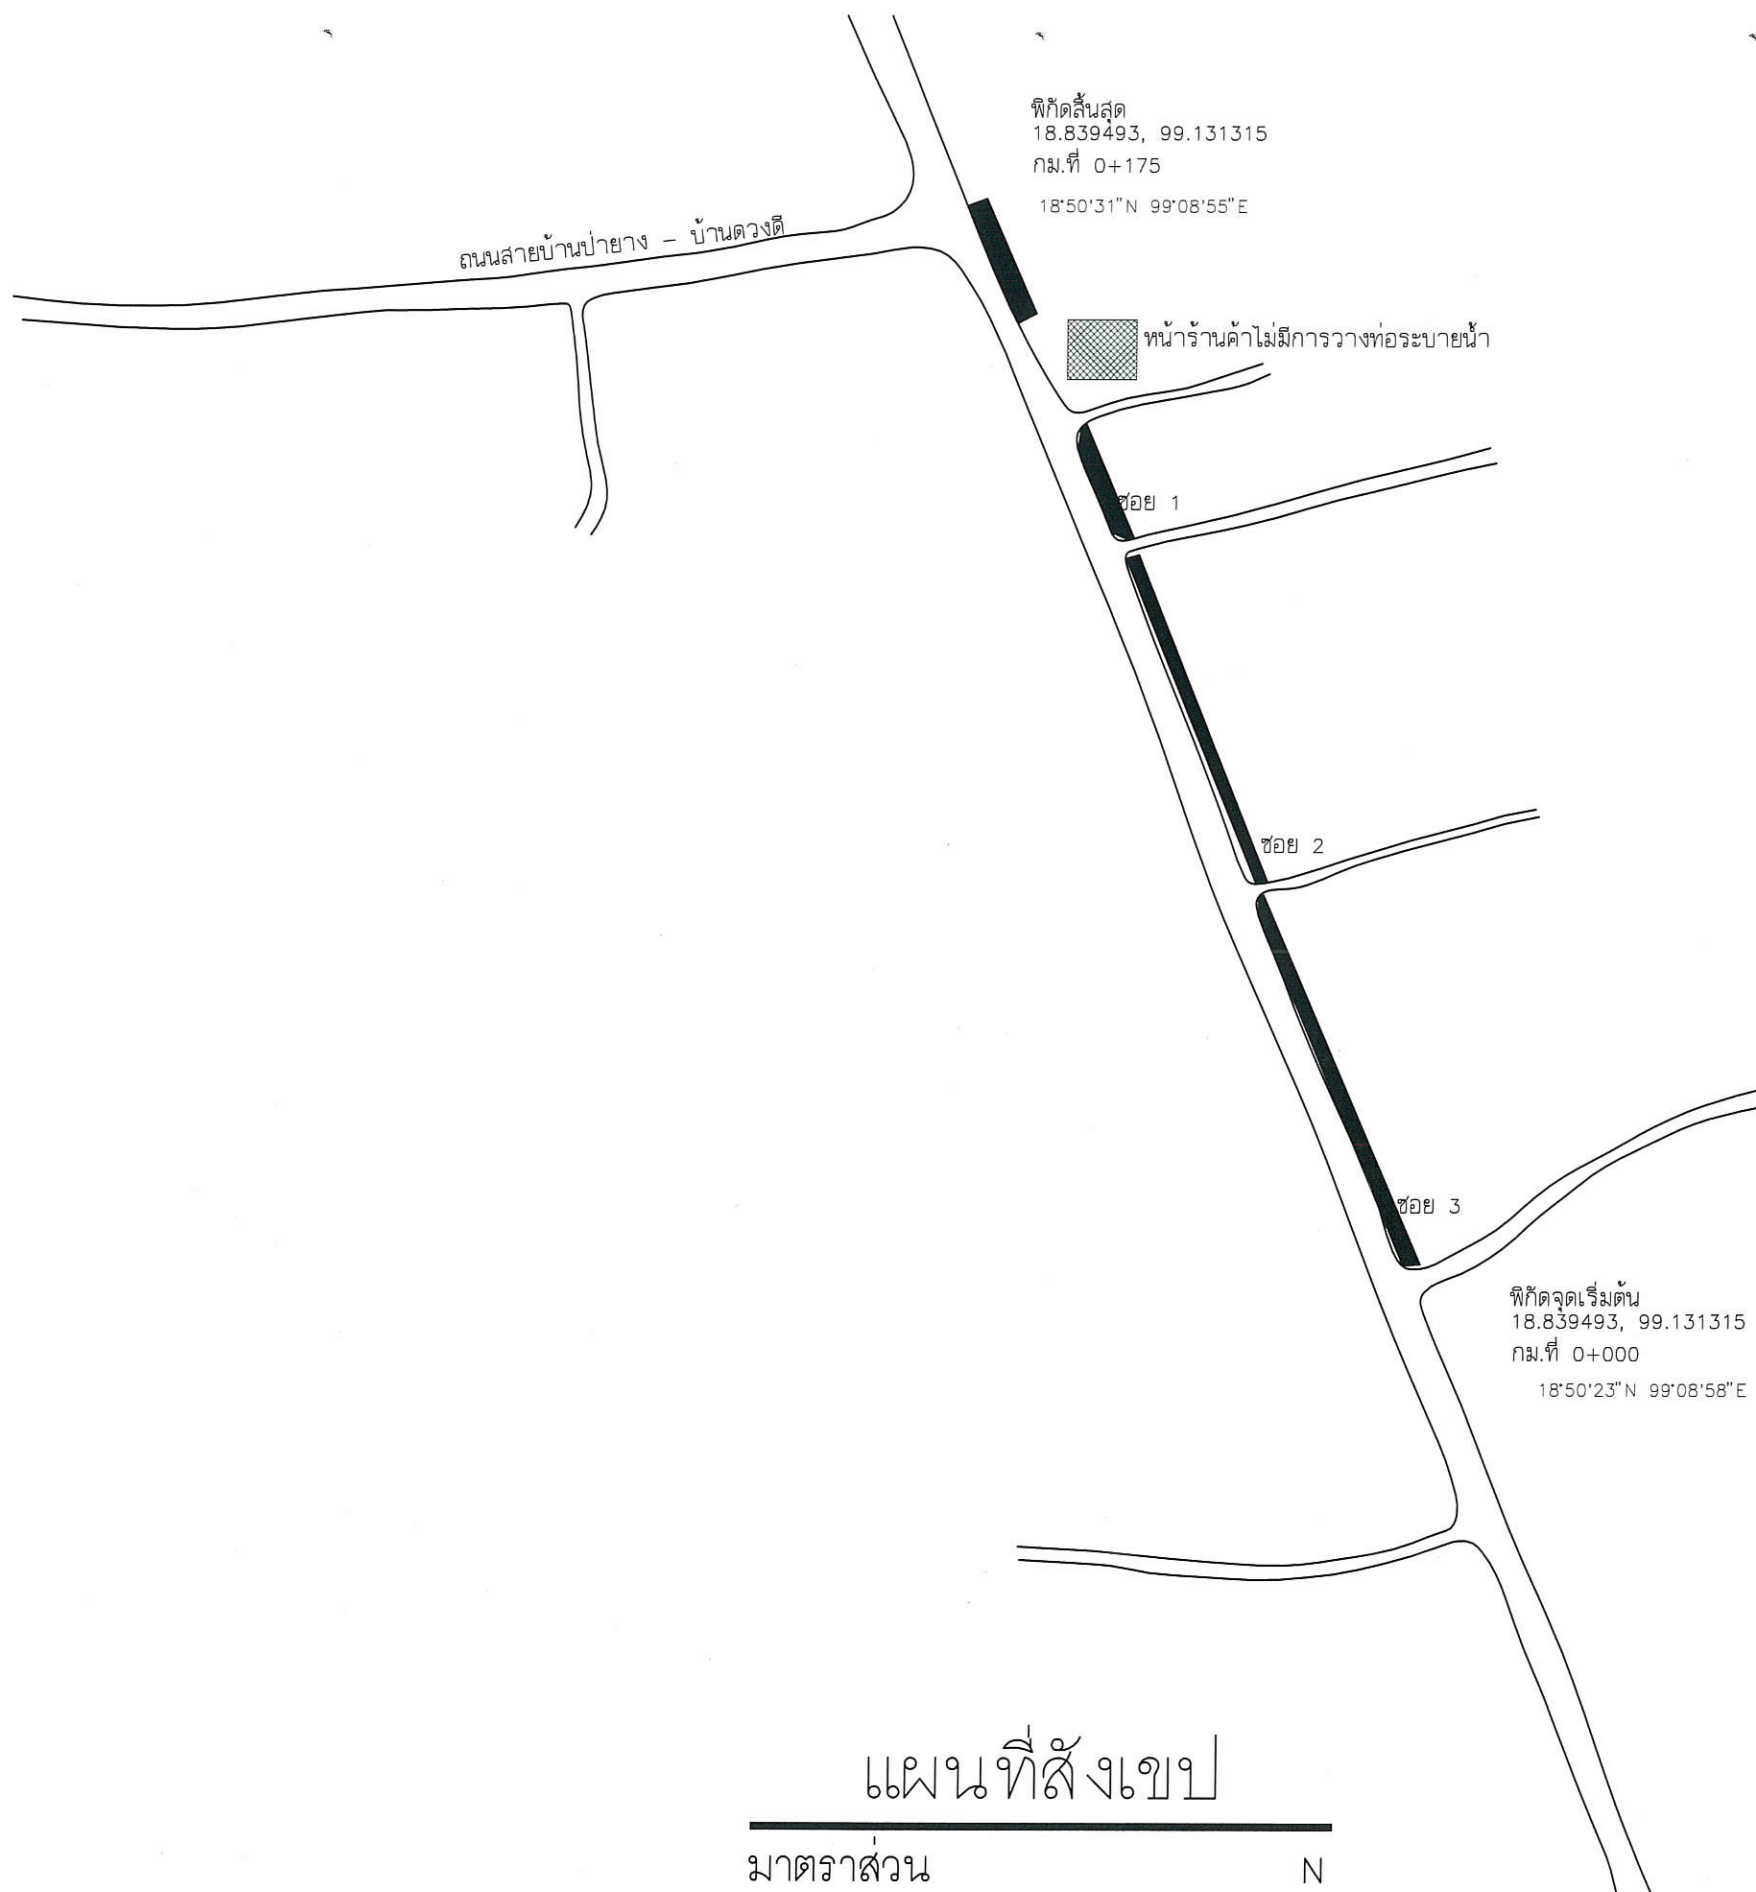 พิกัดสิ้นสุด
18.839493, 99.131315
กม.ที่ 0+175
18°50'31"N 99°08'55"E
ถนนสายบ้านป่ายาง - บ้านดวงดี
หน้าร้านค้าไม่มีการวางท่อระบายน้ำ
ซอย 1
ซอย 2
ซอย 3
พิกัดจุดเริ่มต้น
18.839493, 99.131315
กม.ที่ 0+000
18°50'23"N 99°08'58"E
แผนที่สังเขป
มาตราส่วน N